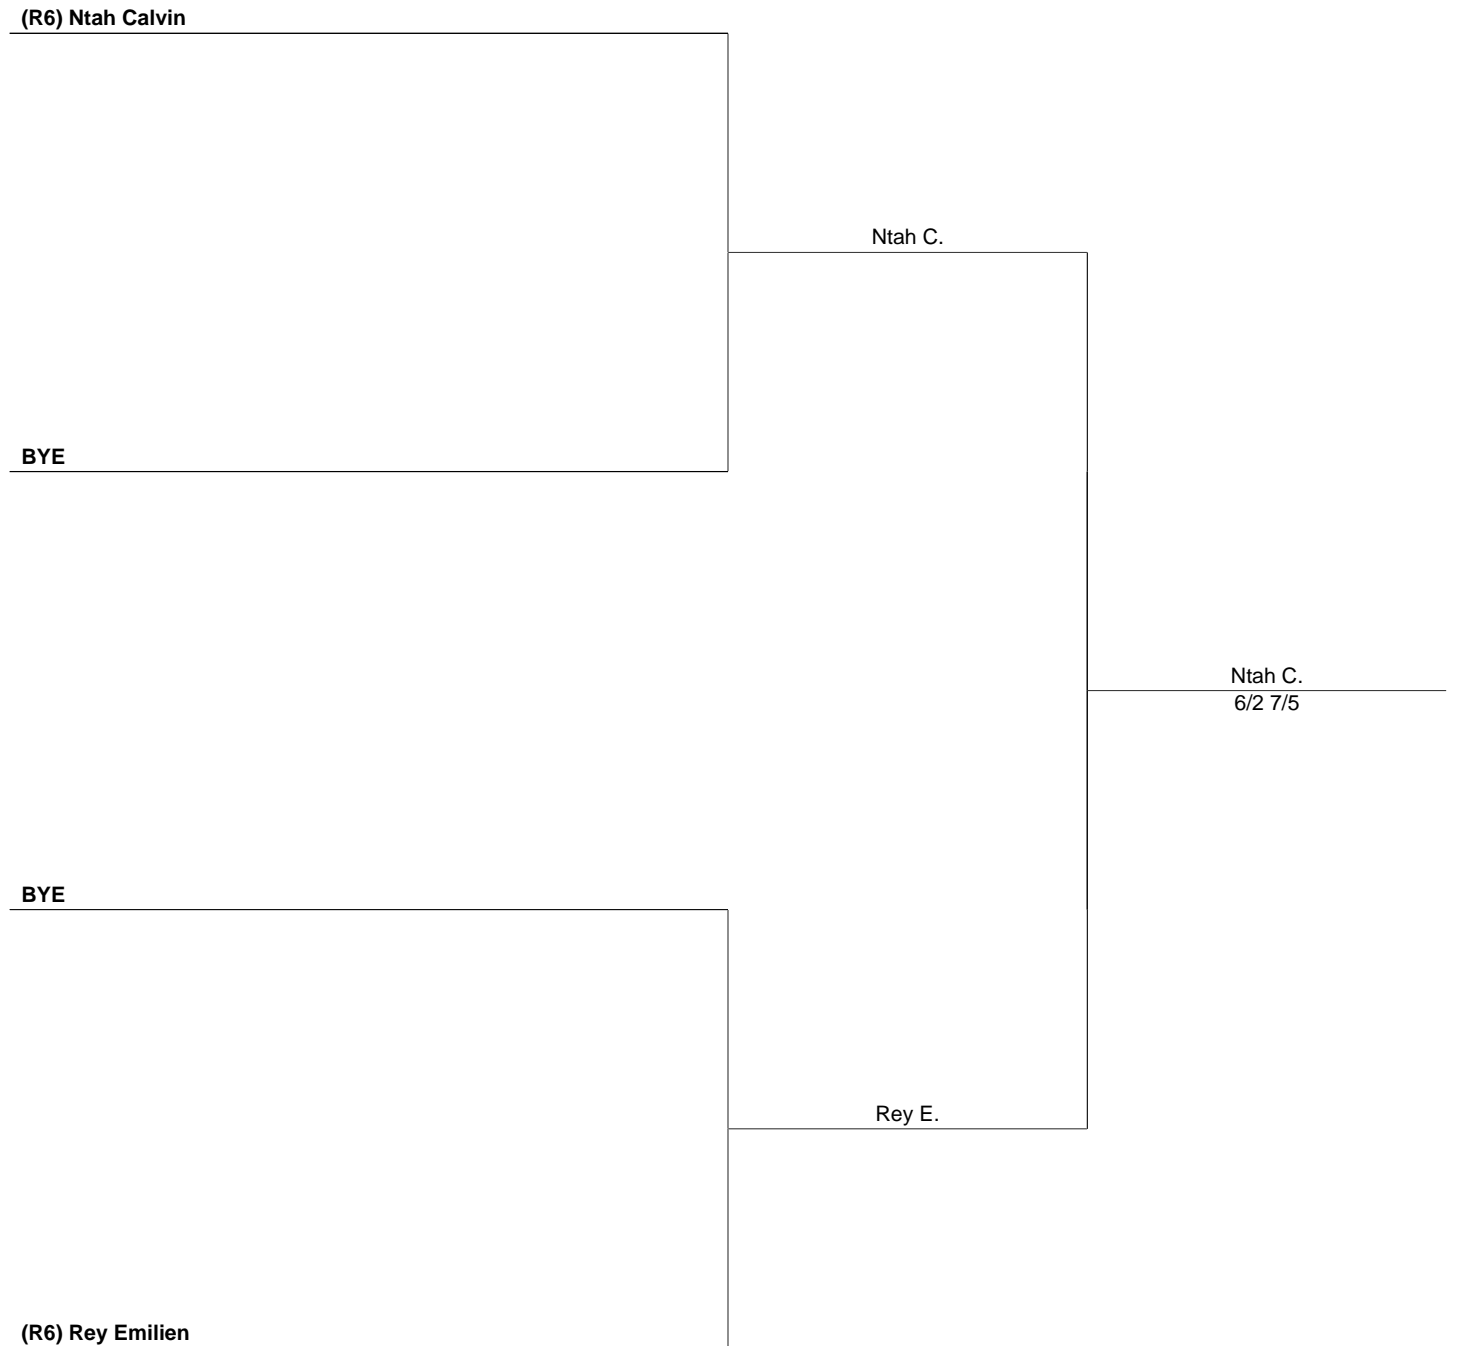 (R6) Ntah Calvin
Ntah C.
BYE
Ntah C.
6/2 7/5
BYE
Rey E.
(R6) Rey Emilien